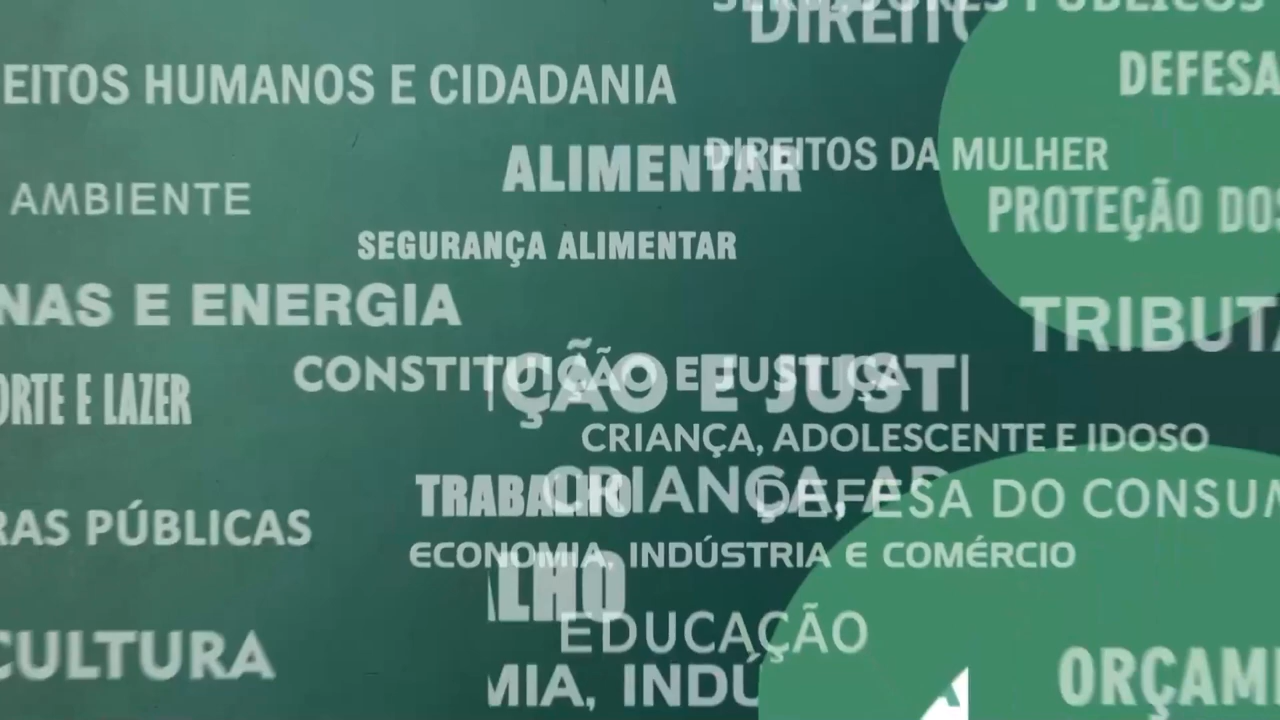 SERVIDORES PÚBLICOS
DIREITO
EITOS HUMANOS E CIDADANIA
DEFESA
ALIMENTAR
DIREITOS DA MULHER
AMBIENTE
PROTEÇÃO DOS
SEGURANÇA ALIMENTAR
NAS E ENERGIA
TRIBUTA
CONSTITUIÇÃO E JUSTIÇA
ÇÃO E JUSTI
ORTE E LAZER
CRIANÇA, ADOLESCENTE E IDOSO
TRABALHO
CRIANÇA, AD
DEFESA DO CONSUM
RAS PÚBLICAS
ECONOMIA, INDÚSTRIA E COMÉRCIO
ALHO
EDUCAÇÃO
CULTURA
MIA, INDÚ
ORÇAME